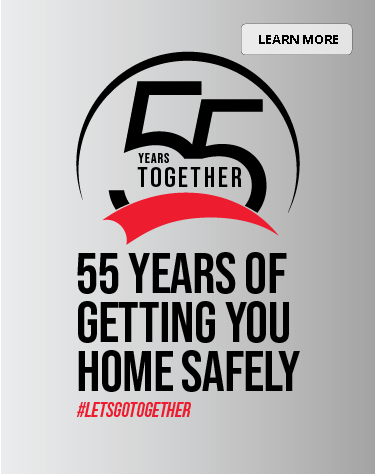 LEARN MORE
55
YEARS
TOGETHER
55 YEARS OF
GETTING YOU
HOME SAFELY
#LETSGOTOGETHER